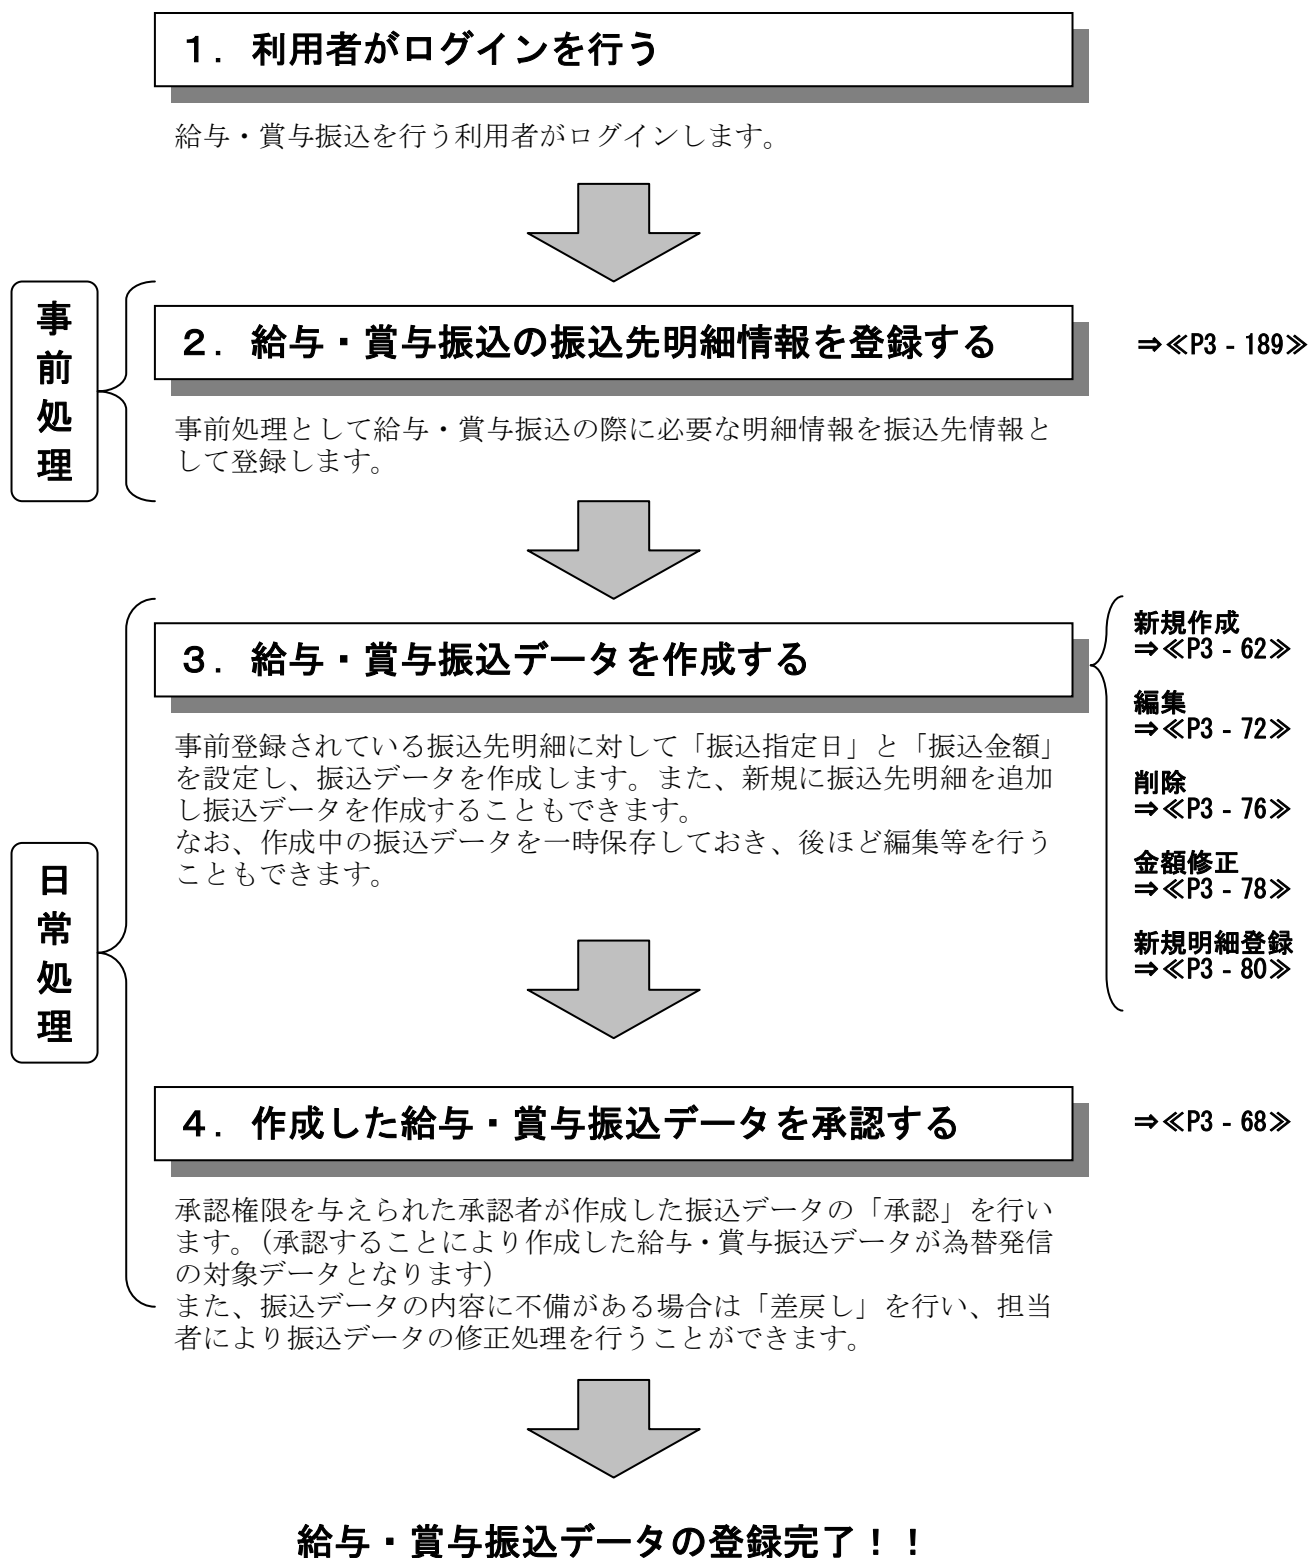 １．利用者がログインを行う
給与・賞与振込を行う利用者がログインします。
事前処理
２．給与・賞与振込の振込先明細情報を登録する
⇒≪P3 - 189≫
事前処理として給与・賞与振込の際に必要な明細情報を振込先情報と
して登録します。
日常処理
３．給与・賞与振込データを作成する
事前登録されている振込先明細に対して「振込指定日」と「振込金額」
を設定し、振込データを作成します。また、新規に振込先明細を追加
し振込データを作成することもできます。
なお、作成中の振込データを一時保存しておき、後ほど編集等を行う
こともできます。
新規作成
⇒≪P3 - 62≫
編集
⇒≪P3 - 72≫
削除
⇒≪P3 - 76≫
金額修正
⇒≪P3 - 78≫
新規明細登録
⇒≪P3 - 80≫
４．作成した給与・賞与振込データを承認する
⇒≪P3 - 68≫
承認権限を与えられた承認者が作成した振込データの「承認」を行い
ます。（承認することにより作成した給与・賞与振込データが為替発信
の対象データとなります）
また、振込データの内容に不備がある場合は「差戻し」を行い、担当
者により振込データの修正処理を行うことができます。
給与・賞与振込データの登録完了！！